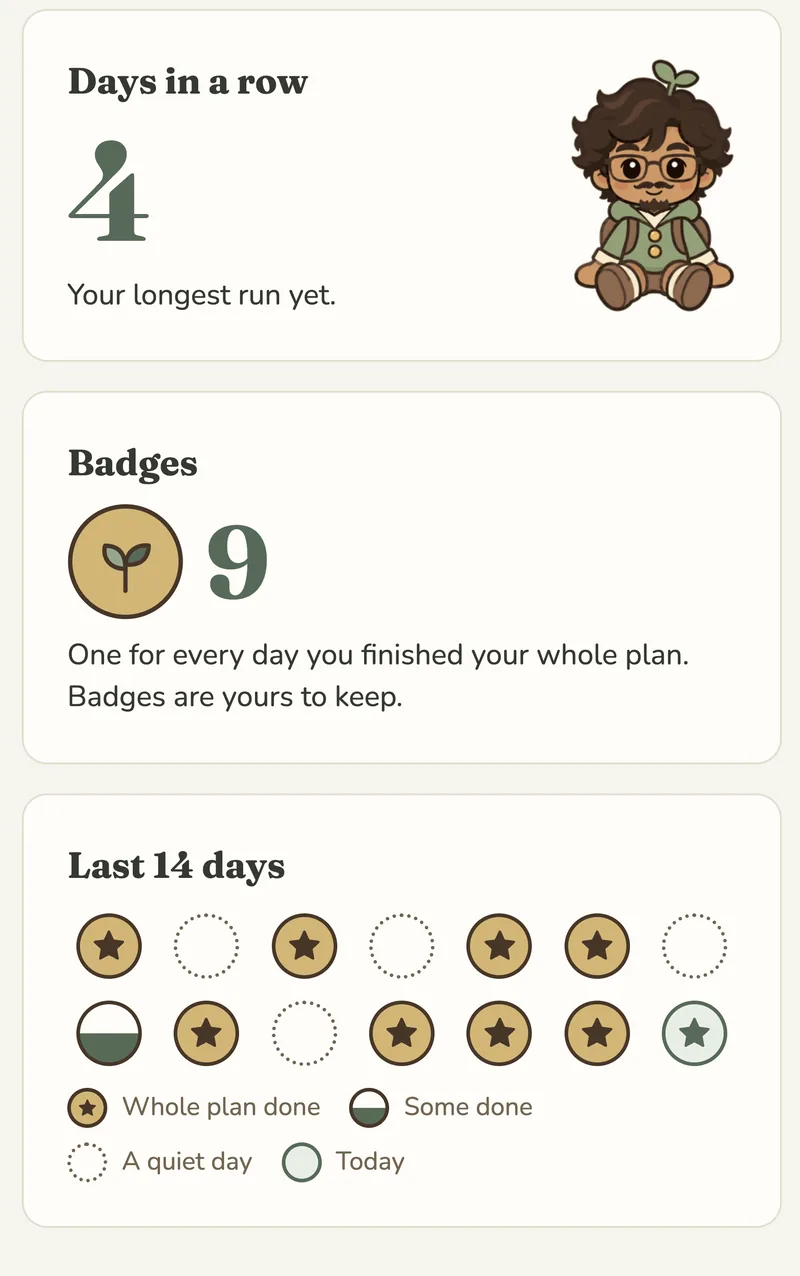 Days in a row
4
Your longest run yet.
Badges
9
One for every day you finished your whole plan.
Badges are yours to keep.
Last 14 days
Whole plan done
Some done
A quiet day
Today